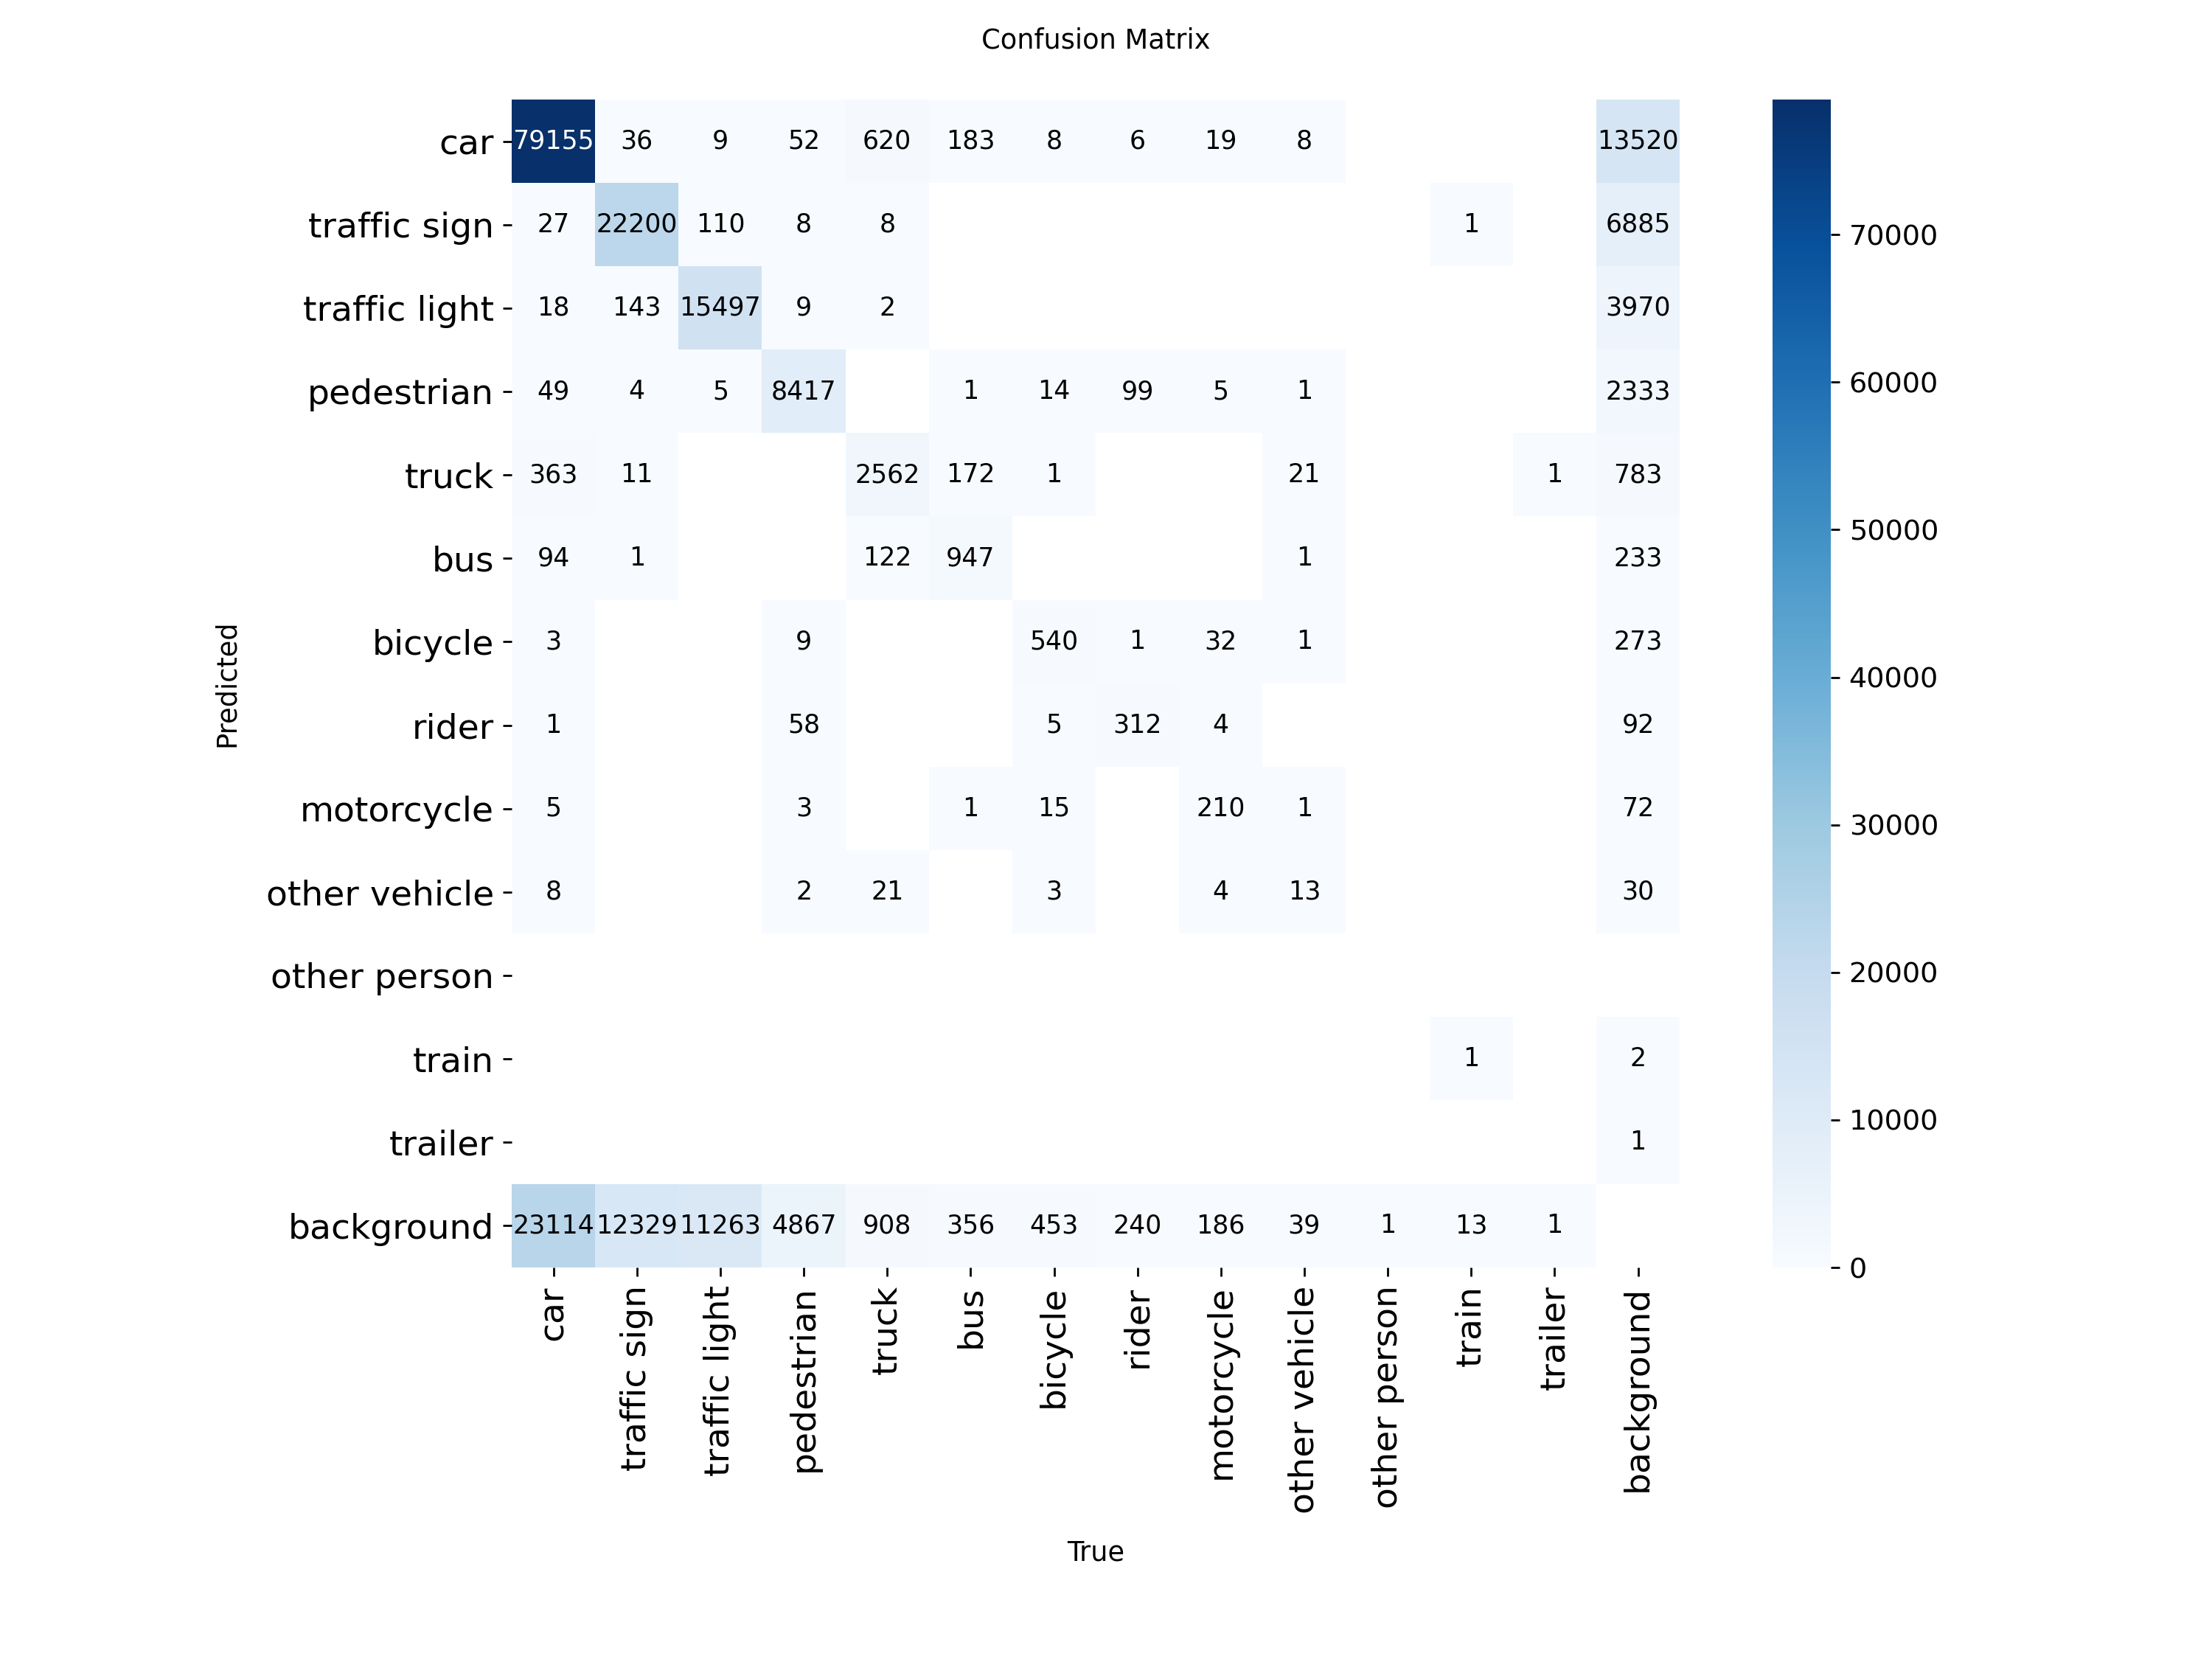 Confusion Matrix
car 79155 36 9 52 620 183 8 6 19 8 13520
traffic sign 27 22200 110 8 8 1 6885
traffic light 18 143 15497 9 2 3970
pedestrian 49 4 5 8417 1 14 99 5 1 2333
truck 363 11 2562 172 1 21 1 783
bus 94 1 122 947 1 233
bicycle 3 9 540 1 32 1 273
rider 1 58 5 312 4 92
motorcycle 5 3 1 15 210 1 72
other vehicle 8 2 21 3 4 13 30
other person
train 1 2
trailer 1
background 23114 12329 11263 4867 908 356 453 240 186 39 1 13 1
car traffic sign traffic light pedestrian truck bus bicycle rider motorcycle other vehicle other person train trailer background
True
Predicted
70000
60000
50000
40000
30000
20000
10000
0